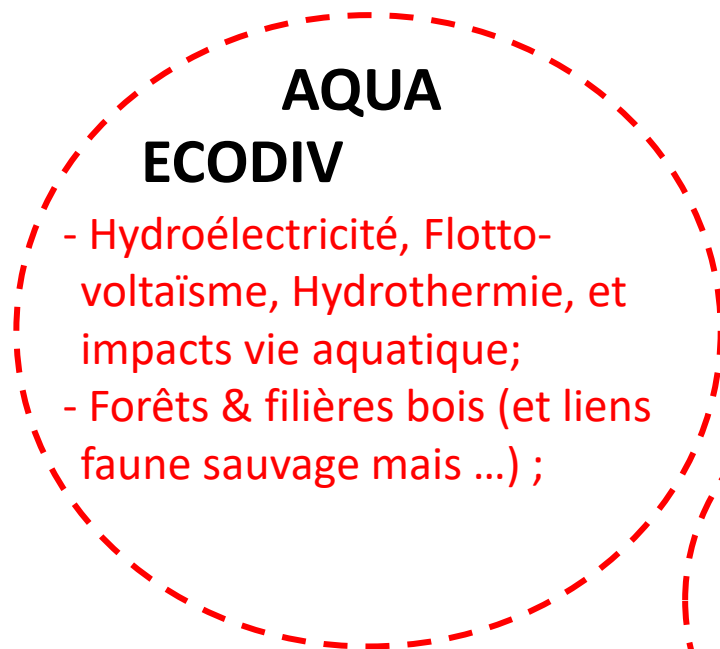 AQUA
ECODIV
- Hydroélectricité, Flotto-
voltaïsme, Hydrothermie, et
impacts vie aquatique;
- Forêts & filières bois (et liens
faune sauvage mais …) ;